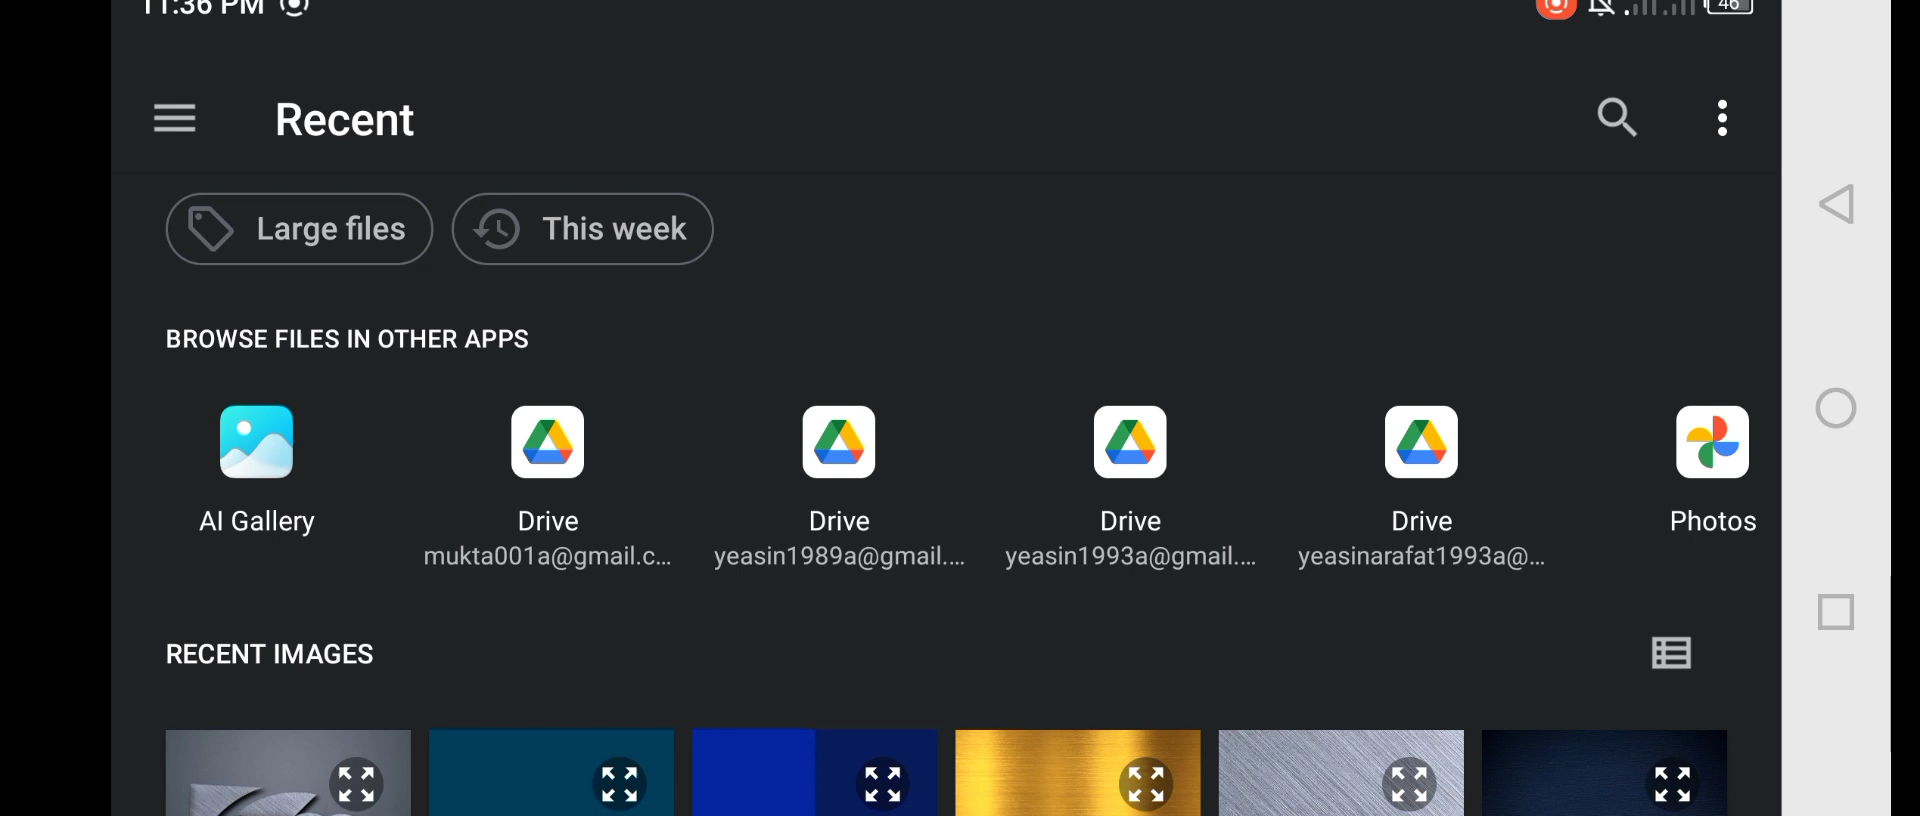 11:36 PM
46
Recent
Large files
This week
BROWSE FILES IN OTHER APPS
AI Gallery
Drive
mukta001a@gmail.c...
Drive
yeasin1989a@gmail....
Drive
yeasin1993a@gmail....
Drive
yeasinarafat1993a@...
Photos
RECENT IMAGES